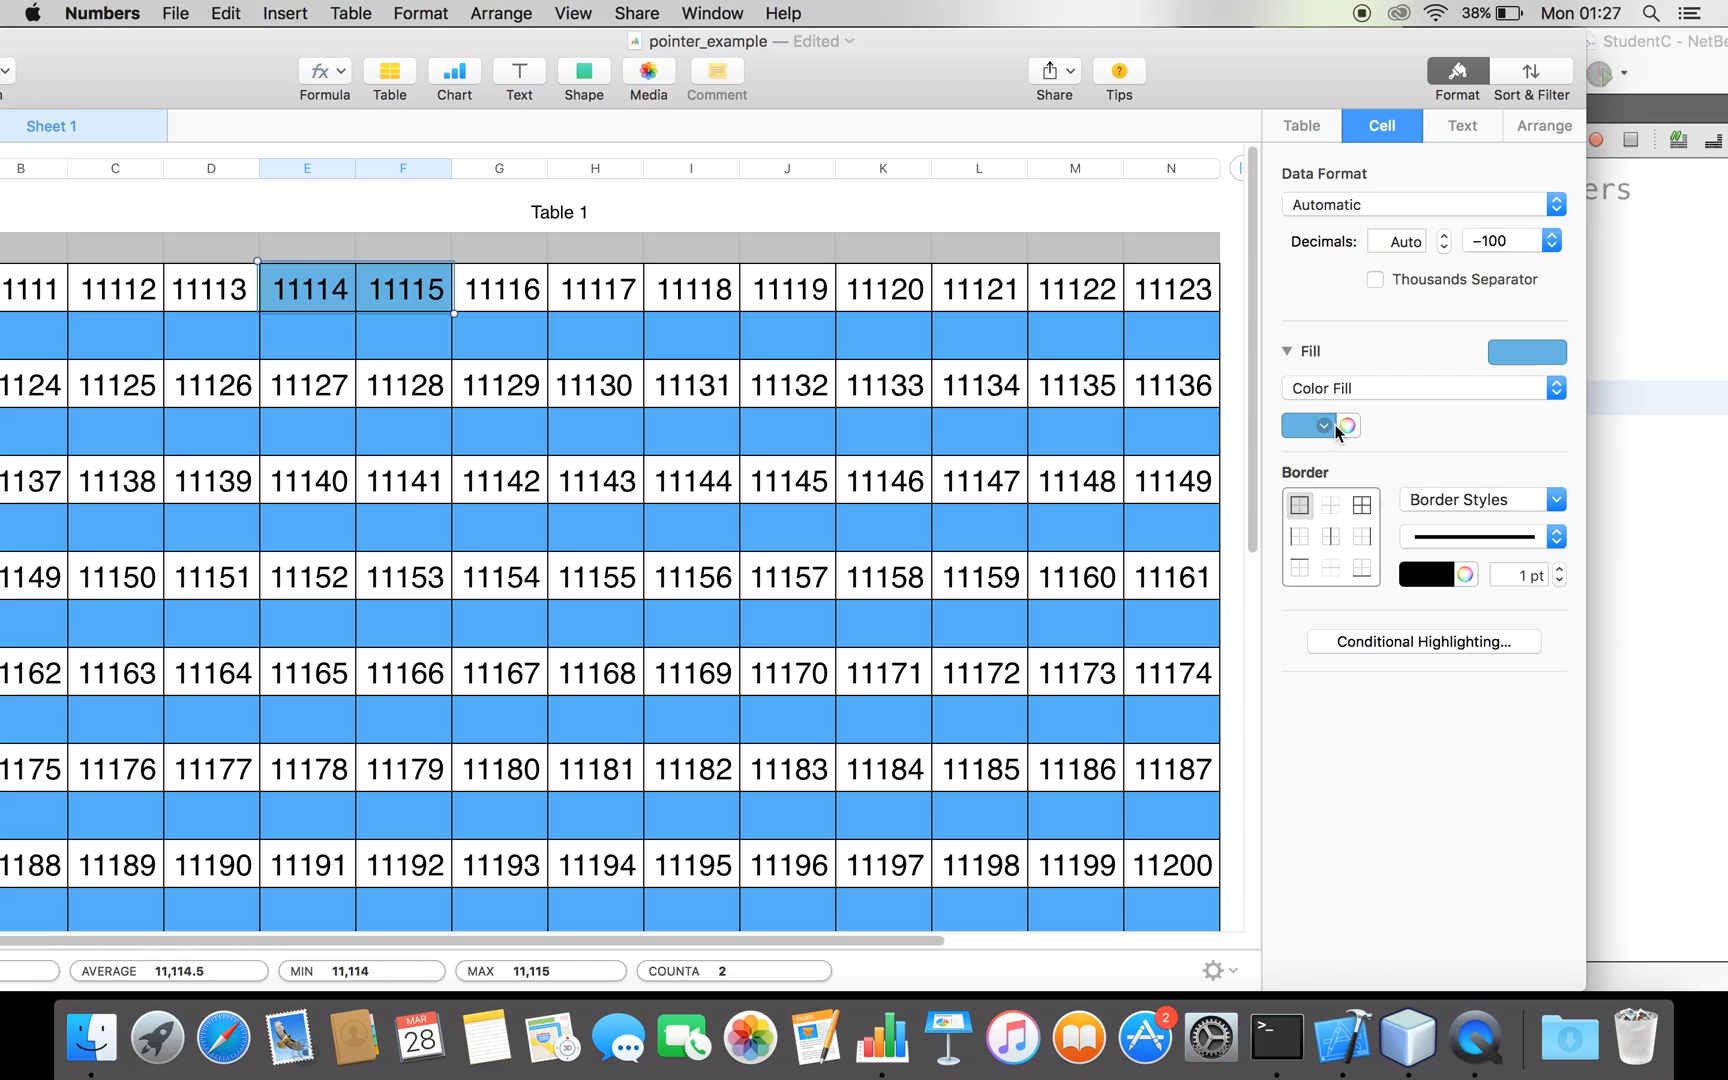 Numbers File Edit Insert Table Format Arrange View Share Window Help 38% Mon 01:27
pointer_example — Edited
StudentC - NetBe
Formula Table Chart Text Shape Media Comment Share Tips Format Sort & Filter
Sheet 1
Table Cell Text Arrange
B C D E F G H I J K L M N
Table 1
1111 11112 11113 11114 11115 11116 11117 11118 11119 11120 11121 11122 11123
1124 11125 11126 11127 11128 11129 11130 11131 11132 11133 11134 11135 11136
1137 11138 11139 11140 11141 11142 11143 11144 11145 11146 11147 11148 11149
1149 11150 11151 11152 11153 11154 11155 11156 11157 11158 11159 11160 11161
1162 11163 11164 11165 11166 11167 11168 11169 11170 11171 11172 11173 11174
1175 11176 11177 11178 11179 11180 11181 11182 11183 11184 11185 11186 11187
1188 11189 11190 11191 11192 11193 11194 11195 11196 11197 11198 11199 11200
AVERAGE 11,114.5 MIN 11,114 MAX 11,115 COUNTA 2
Data Format
Automatic
Decimals: Auto –100
Thousands Separator
Fill
Color Fill
Border
Border Styles
1 pt
Conditional Highlighting...
ers
MAR
28
3D
2